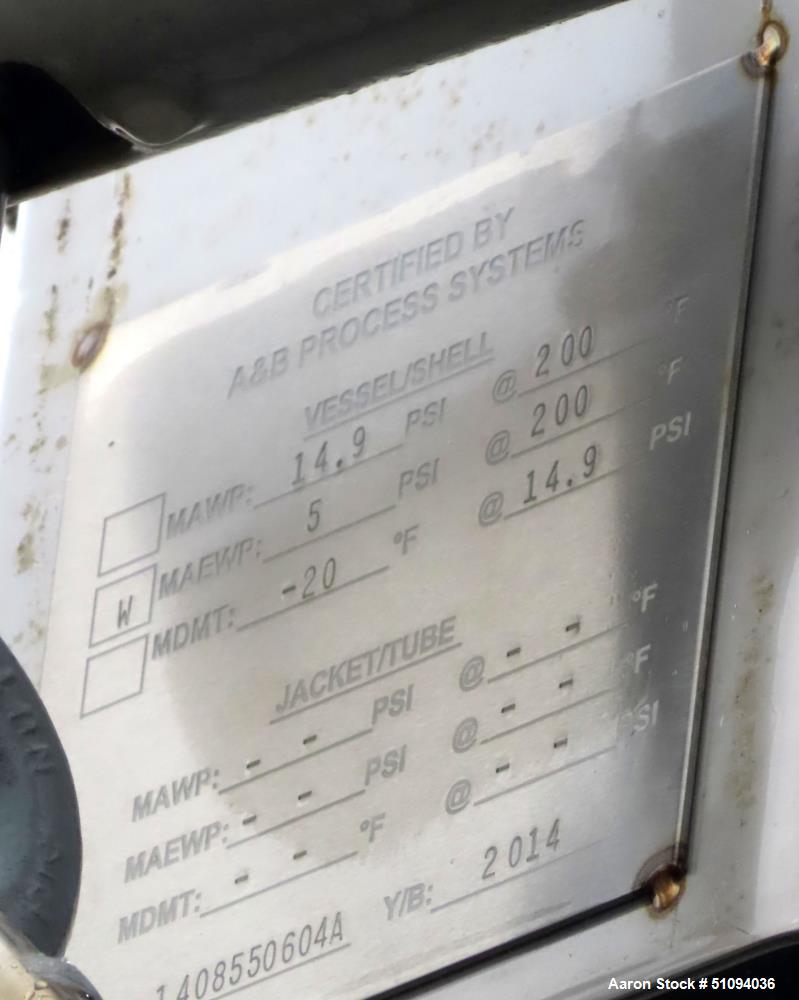 CERTIFIED BY
A&B PROCESS SYSTEMS
VESSEL/SHELL
MAWP: 14.9 PSI @ 200 °F
W MAEWP: 5 PSI @ 200 °F
MDMT: -20 °F @ 14.9 PSI
JACKET/TUBE
MAWP: - - PSI @ - - °F
MAEWP: - - PSI @ - - °F
MDMT: - - °F @ - - PSI
1408550604A Y/B: 2014
Aaron Stock # 51094036